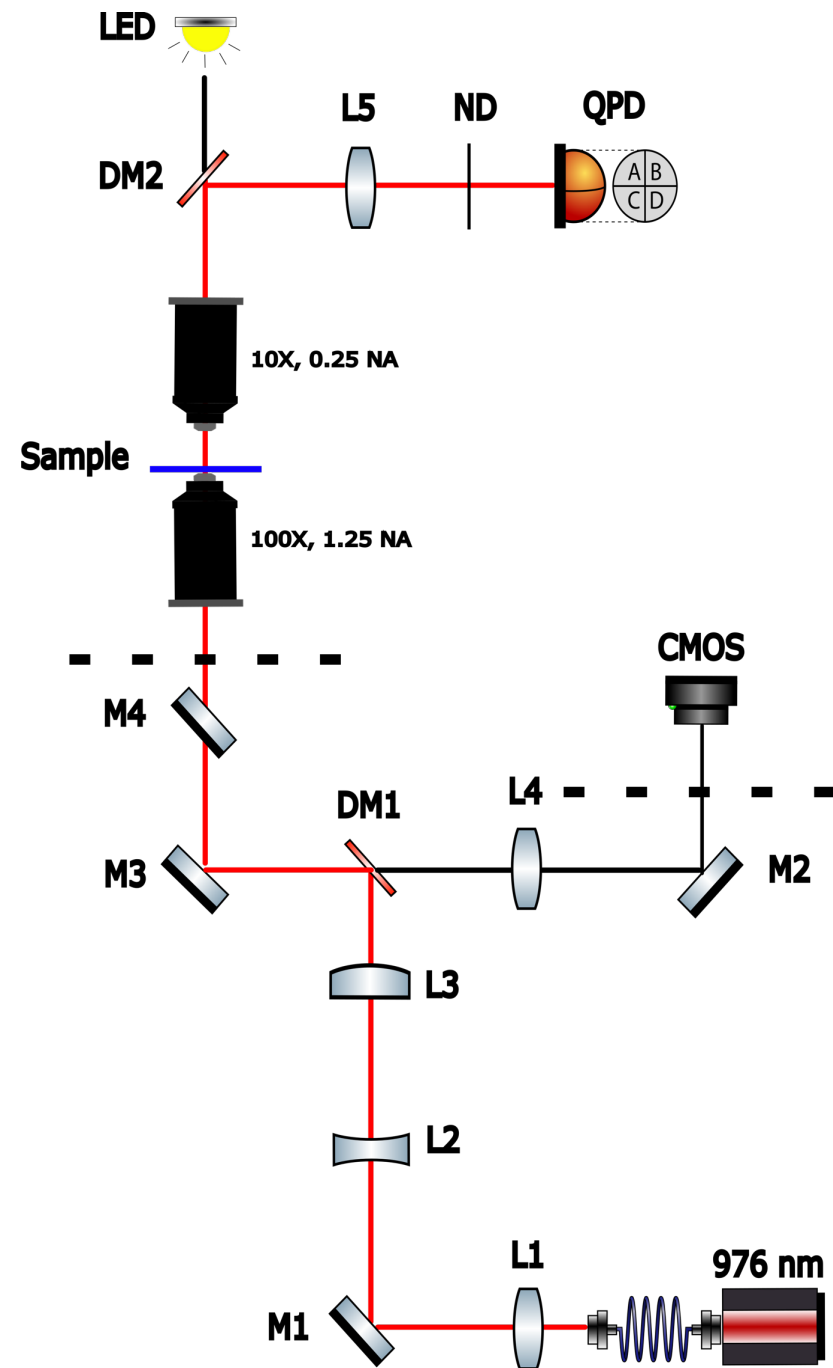 LED
L5
ND
QPD
DM2
A B
C D
10X, 0.25 NA
Sample
100X, 1.25 NA
CMOS
M4
DM1
L4
M3
M2
L3
L2
L1
976 nm
M1